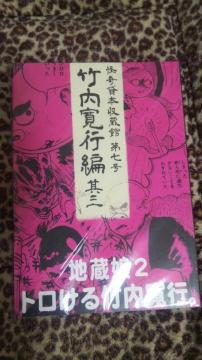 怪奇貸本収蔵館 第七号
竹内寛行編 其三
地蔵娘2
トロける竹内寛行。